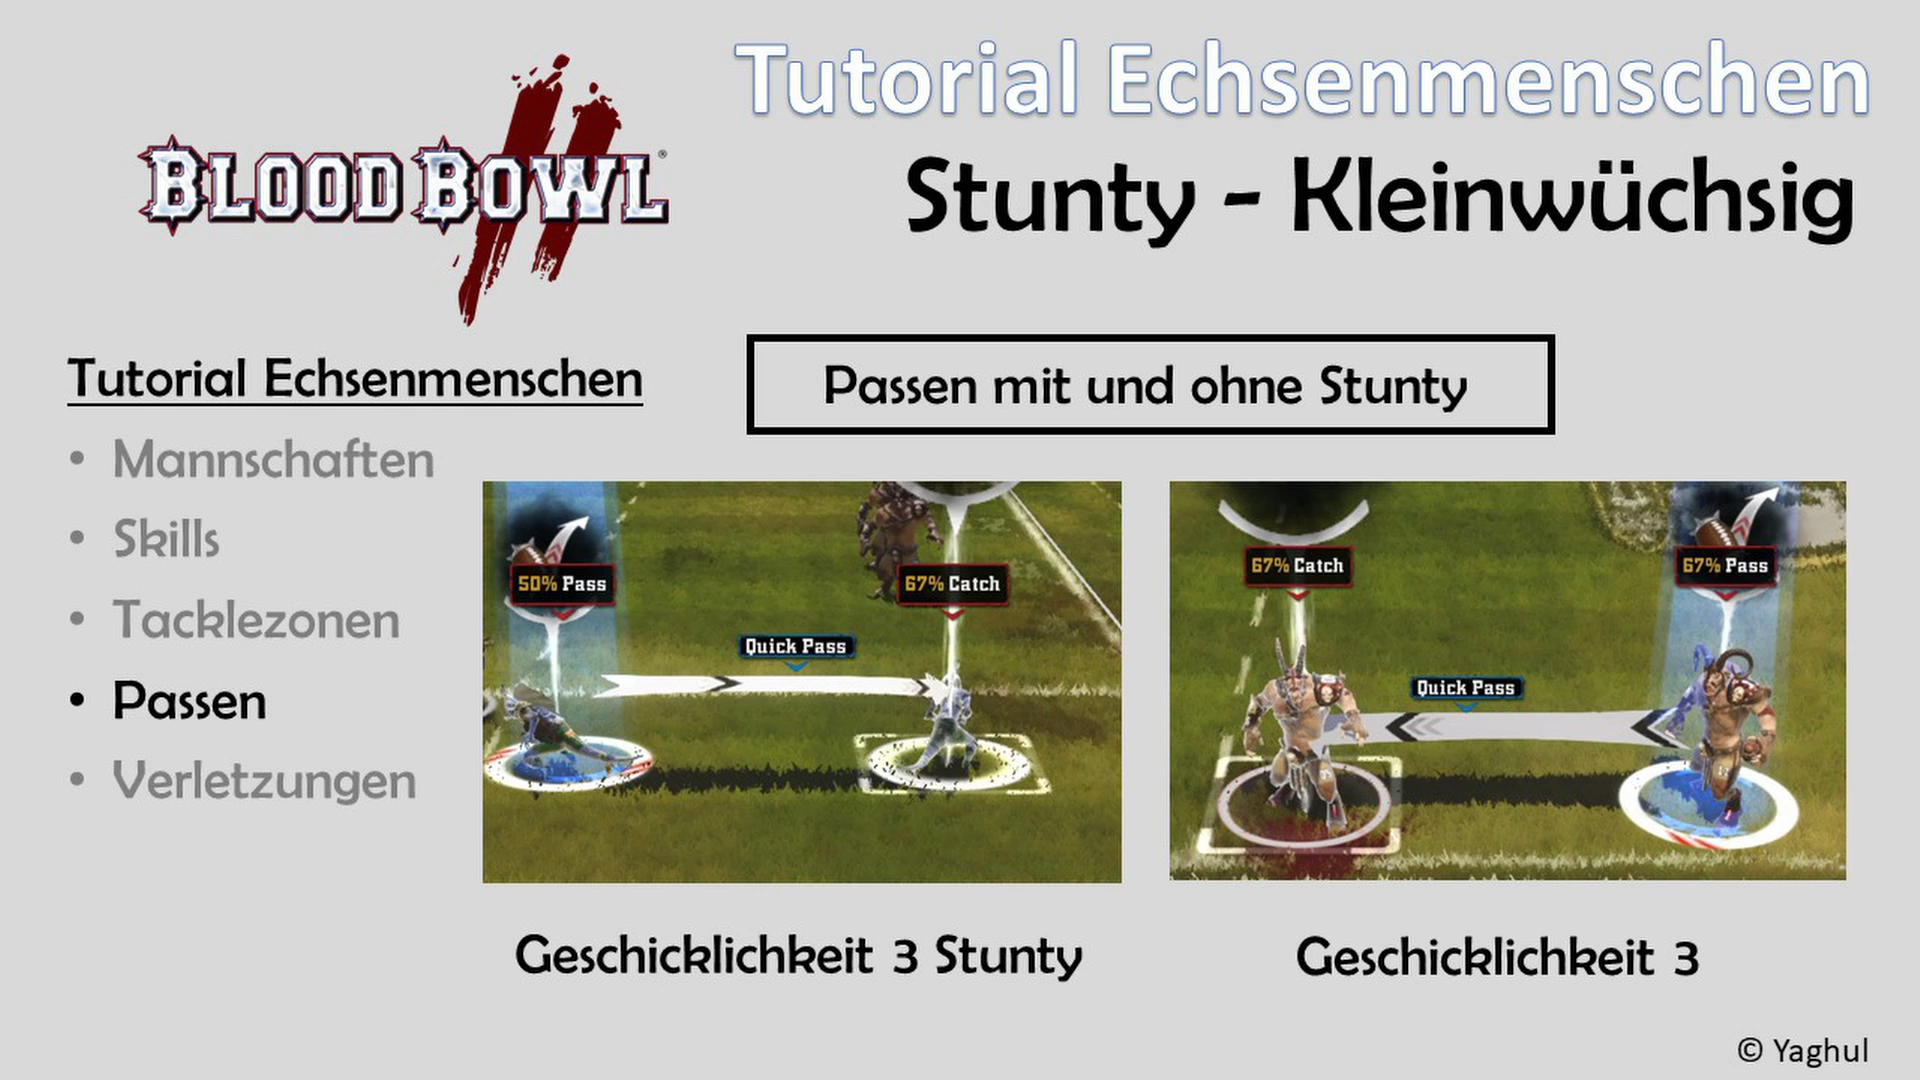 Tutorial Echsenmenschen
BLOOD BOWL II ®
Stunty - Kleinwüchsig
Tutorial Echsenmenschen
• Mannschaften
• Skills
• Tacklezonen
• Passen
• Verletzungen
Passen mit und ohne Stunty
50% Pass
67% Catch
Quick Pass
67% Catch
67% Pass
Quick Pass
Geschicklichkeit 3 Stunty
Geschicklichkeit 3
© Yaghul